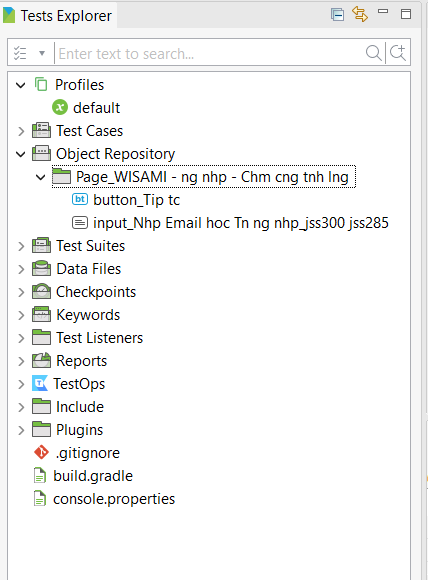 Tests Explorer
Enter text to search...
Profiles
default
Test Cases
Object Repository
Page_WISAMI - ng nhp - Chm cng tnh lng
bt button_Tip tc
input_Nhp Email hoc Tn ng nhp_jss300 jss285
Test Suites
Data Files
Checkpoints
Keywords
Test Listeners
Reports
TestOps
Include
Plugins
.gitignore
build.gradle
console.properties